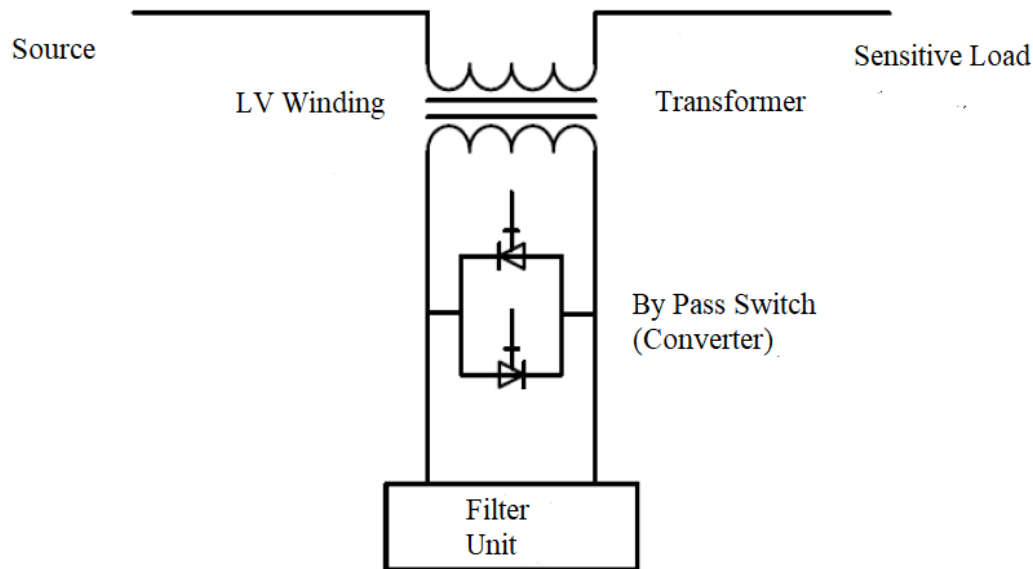 Source
Sensitive Load
LV Winding
Transformer
By Pass Switch
(Converter)
Filter
Unit